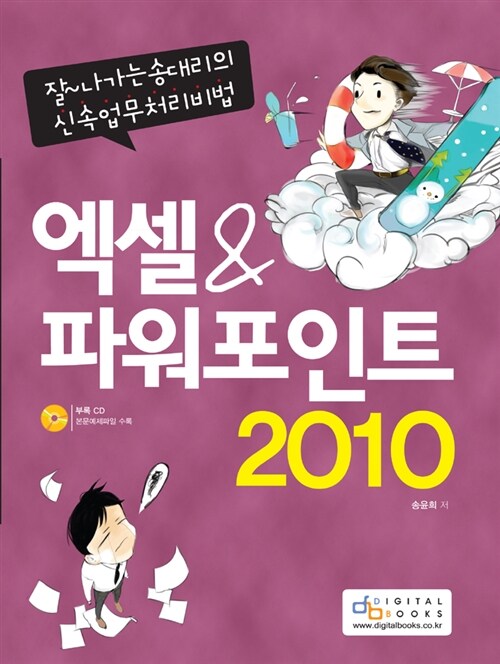 잘~나가는 송대리의
신속업무처리비법
엑셀&
파워포인트
2010
부록 CD
본문예제파일 수록
송윤희 저
DIGITAL
BOOKS
www.digitalbooks.co.kr